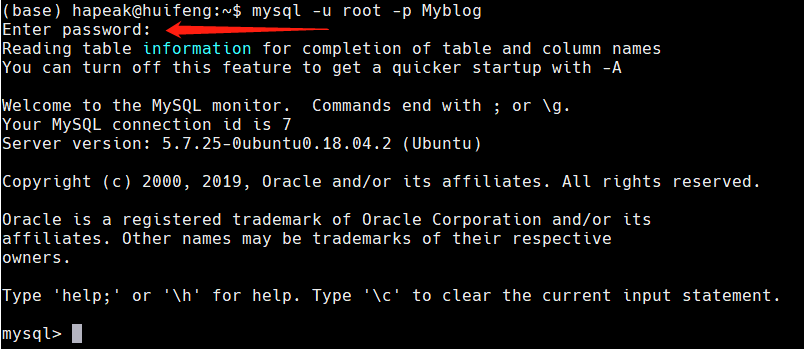 (base) hapeak@huifeng:~$ mysql -u root -p Myblog
Enter password:
Reading table information for completion of table and column names
You can turn off this feature to get a quicker startup with -A
Welcome to the MySQL monitor.  Commands end with ; or \g.
Your MySQL connection id is 7
Server version: 5.7.25-0ubuntu0.18.04.2 (Ubuntu)
Copyright (c) 2000, 2019, Oracle and/or its affiliates. All rights reserved.
Oracle is a registered trademark of Oracle Corporation and/or its
affiliates. Other names may be trademarks of their respective
owners.
Type 'help;' or '\h' for help. Type '\c' to clear the current input statement.
mysql>